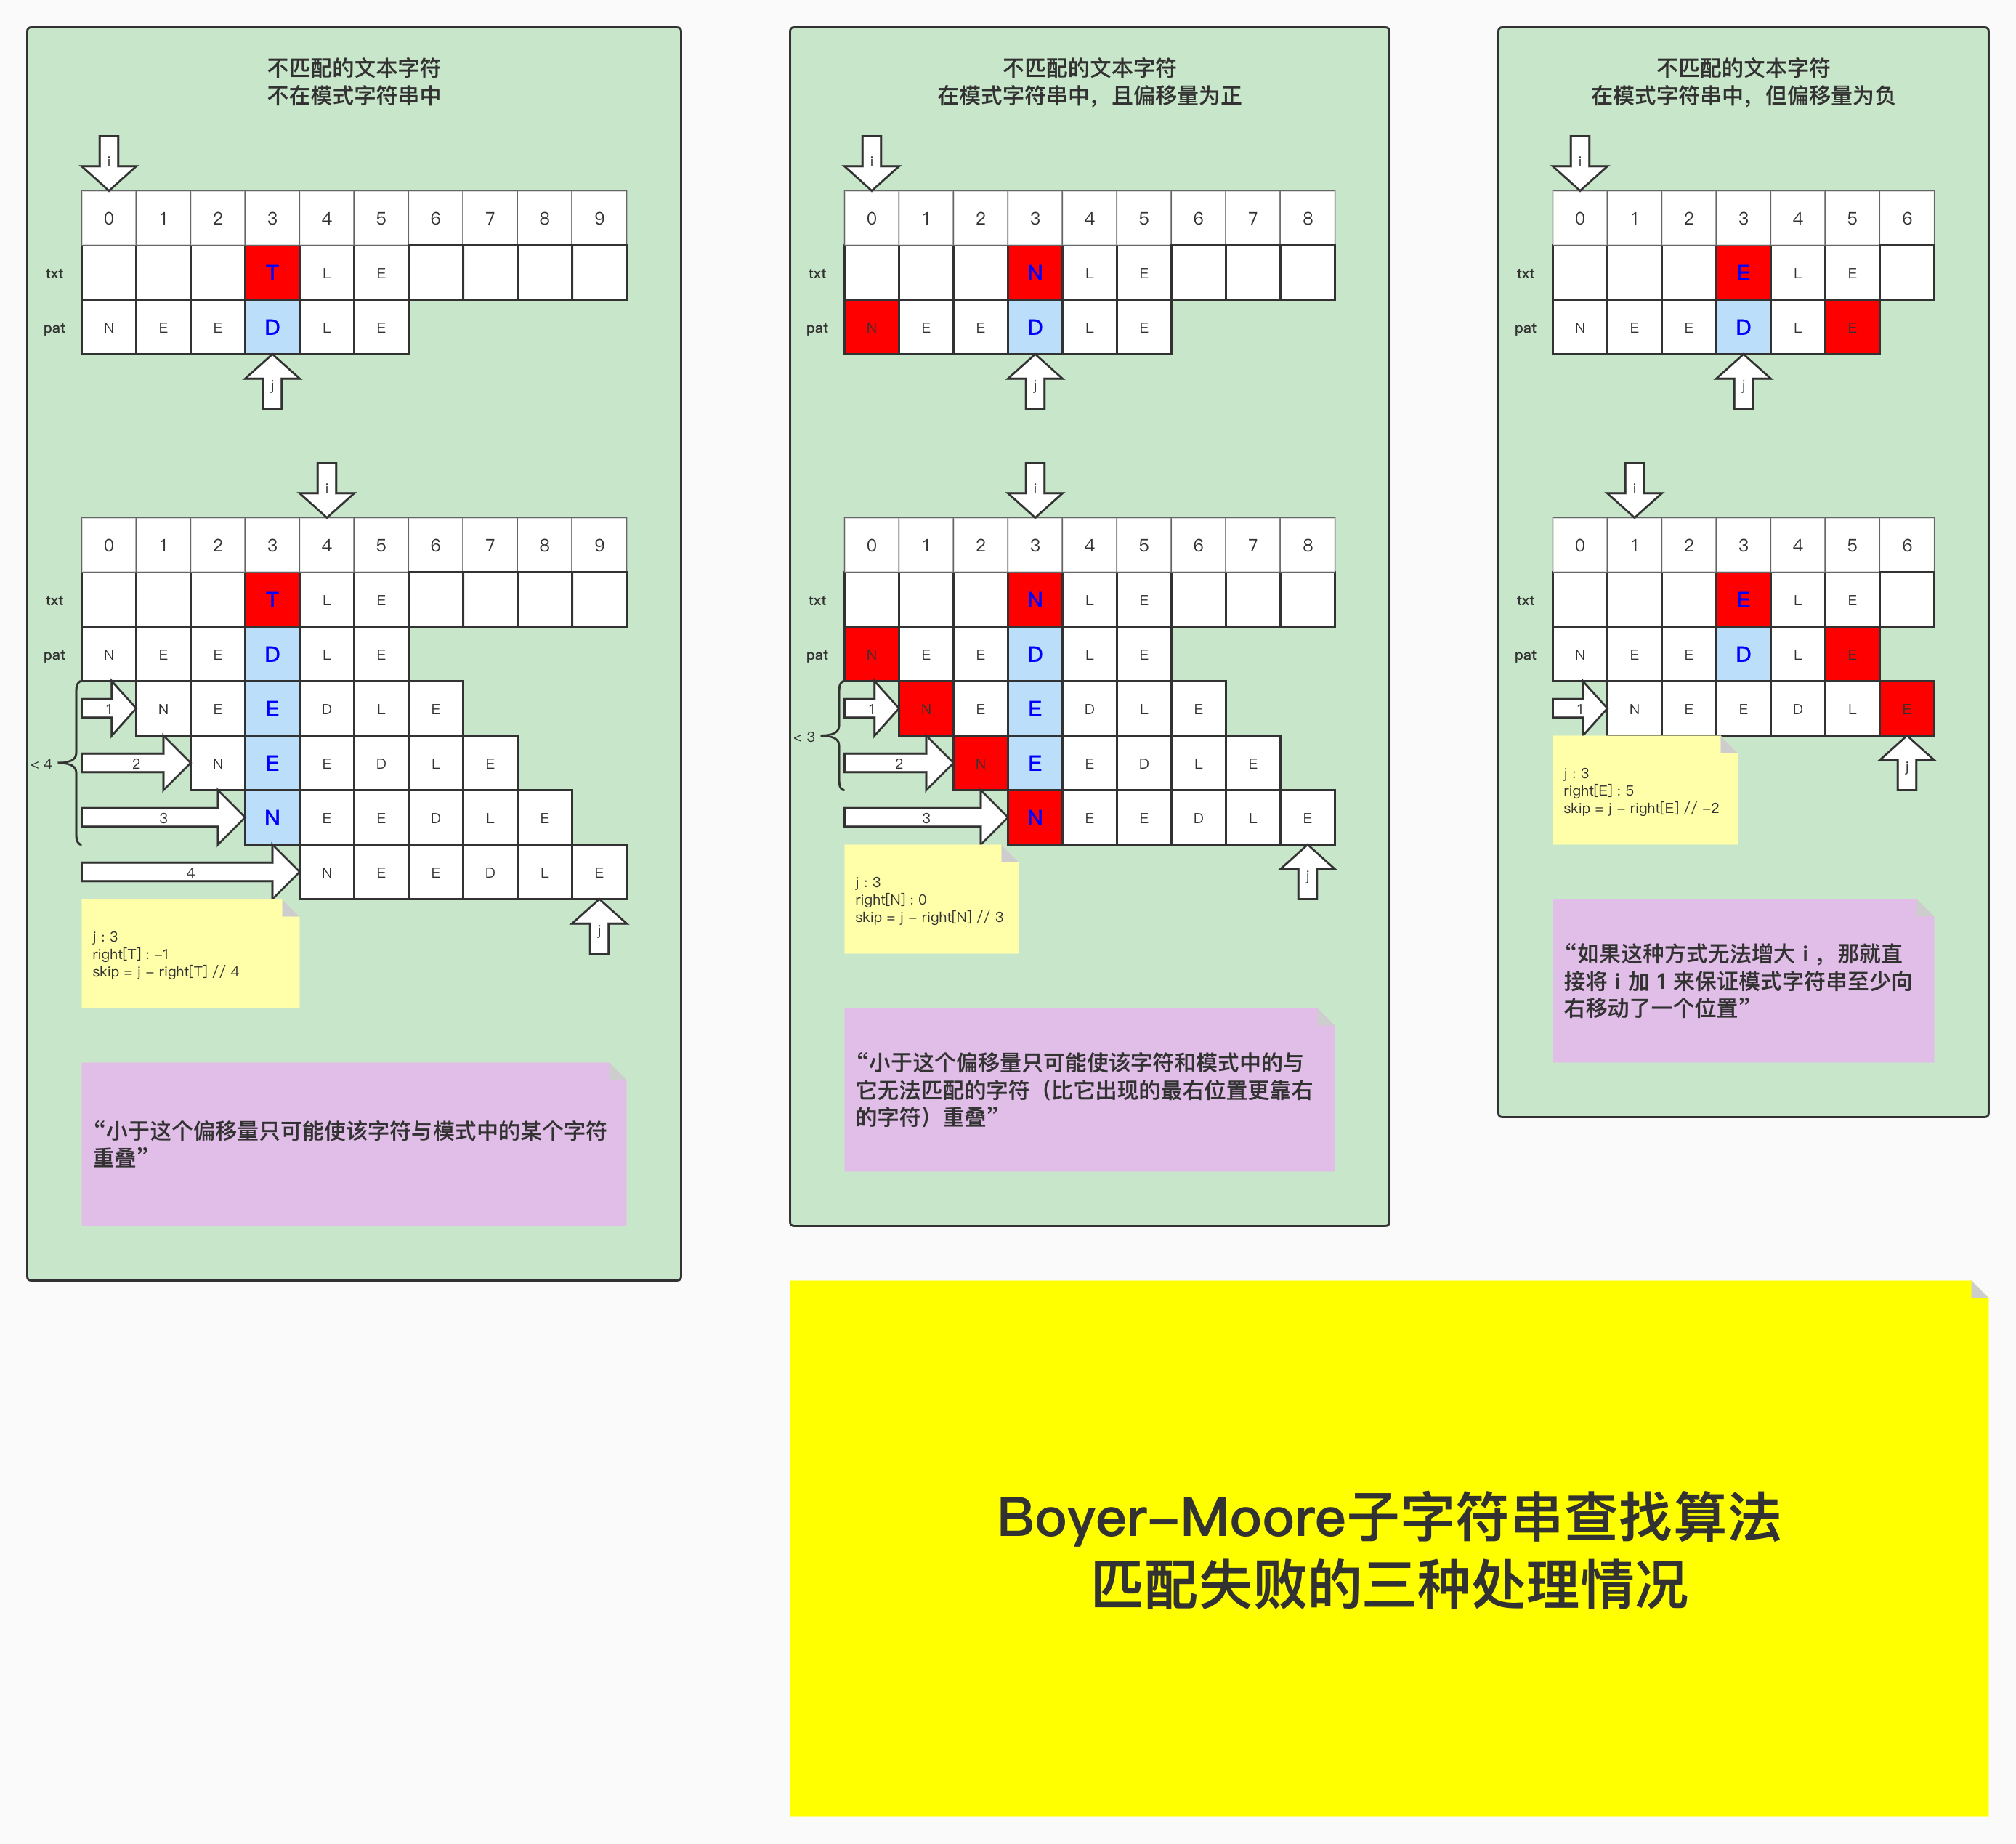 不匹配的文本字符
不在模式字符串中
i
0 1 2 3 4 5 6 7 8 9
txt T L E
pat N E E D L E
j
i
0 1 2 3 4 5 6 7 8 9
txt T L E
pat N E E D L E
1 N E E D L E
< 4 2 N E E D L E
3 N E E D L E
4 N E E D L E
j
j : 3
right[T] : –1
skip = j – right[T] // 4
“小于这个偏移量只可能使该字符与模式中的某个字符
重叠”
不匹配的文本字符
在模式字符串中，且偏移量为正
i
0 1 2 3 4 5 6 7 8
txt N L E
pat N E E D L E
j
i
0 1 2 3 4 5 6 7 8
txt N L E
pat N E E D L E
1 N E E D L E
< 3
2 N E E D L E
3 N E E D L E
j
j : 3
right[N] : 0
skip = j – right[N] // 3
“小于这个偏移量只可能使该字符和模式中的与
它无法匹配的字符（比它出现的最右位置更靠右
的字符）重叠”
不匹配的文本字符
在模式字符串中，但偏移量为负
i
0 1 2 3 4 5 6
txt E L E
pat N E E D L E
j
i
0 1 2 3 4 5 6
txt E L E
pat N E E D L E
1 N E E D L E
j
j : 3
right[E] : 5
skip = j – right[E] // –2
“如果这种方式无法增大 i ，那就直
接将 i 加 1 来保证模式字符串至少向
右移动了一个位置”
Boyer–Moore子字符串查找算法
匹配失败的三种处理情况